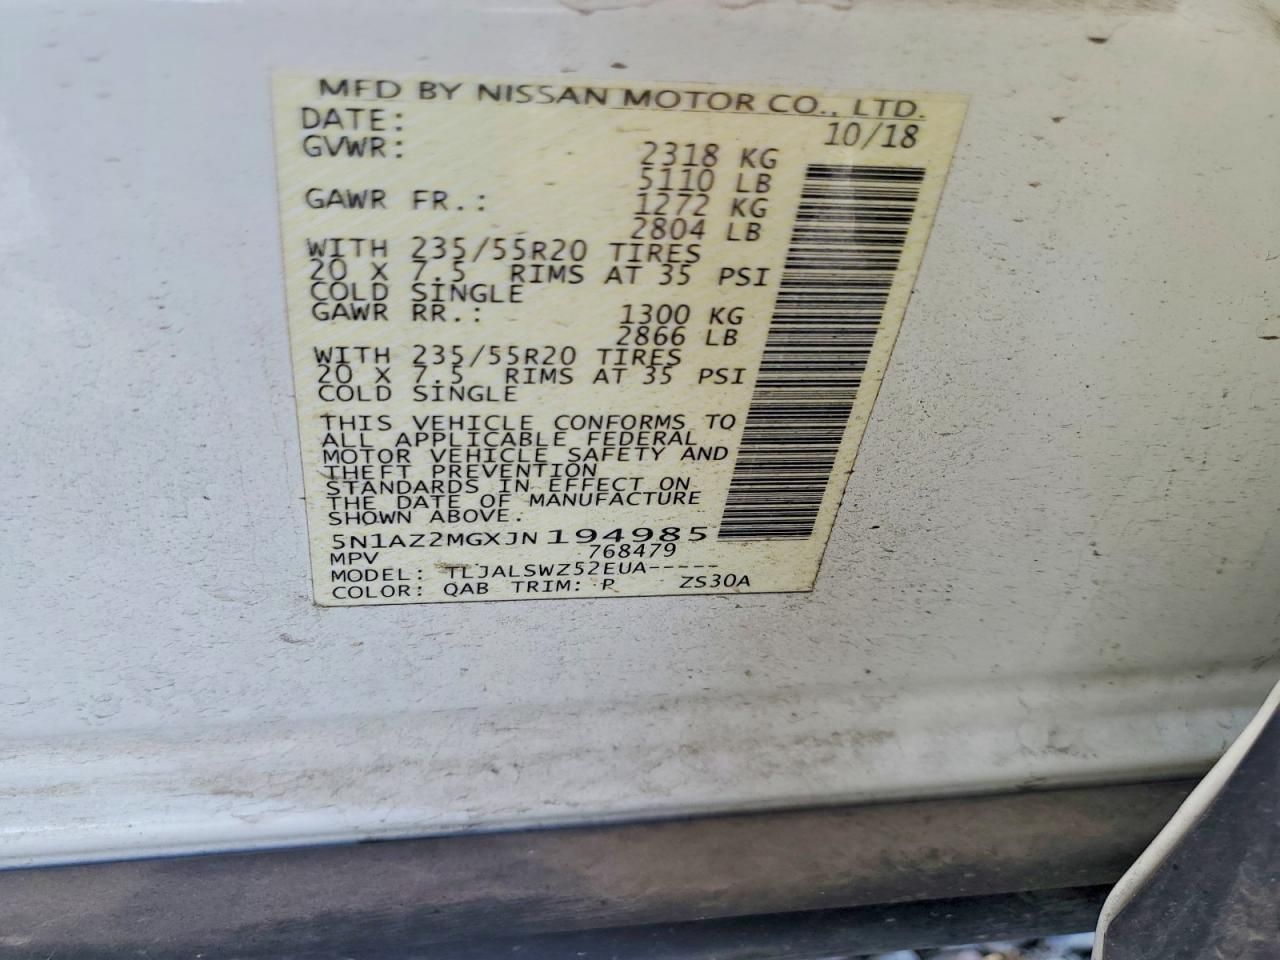 MFD BY NISSAN MOTOR CO., LTD.
DATE: 10/18
GVWR: 2318 KG
5110 LB
GAWR FR.: 1272 KG
2804 LB
WITH 235/55R20 TIRES
20 X 7.5 RIMS AT 35 PSI
COLD SINGLE
GAWR RR.: 1300 KG
2866 LB
WITH 235/55R20 TIRES
20 X 7.5 RIMS AT 35 PSI
COLD SINGLE
THIS VEHICLE CONFORMS TO
ALL APPLICABLE FEDERAL
MOTOR VEHICLE SAFETY AND
THEFT PREVENTION
STANDARDS IN EFFECT ON
THE DATE OF MANUFACTURE
SHOWN ABOVE.
5N1AZ2MGXJN194985
MPV 768479
MODEL: TLJALSWZ52EUA-----
COLOR: QAB TRIM: P ZS30A